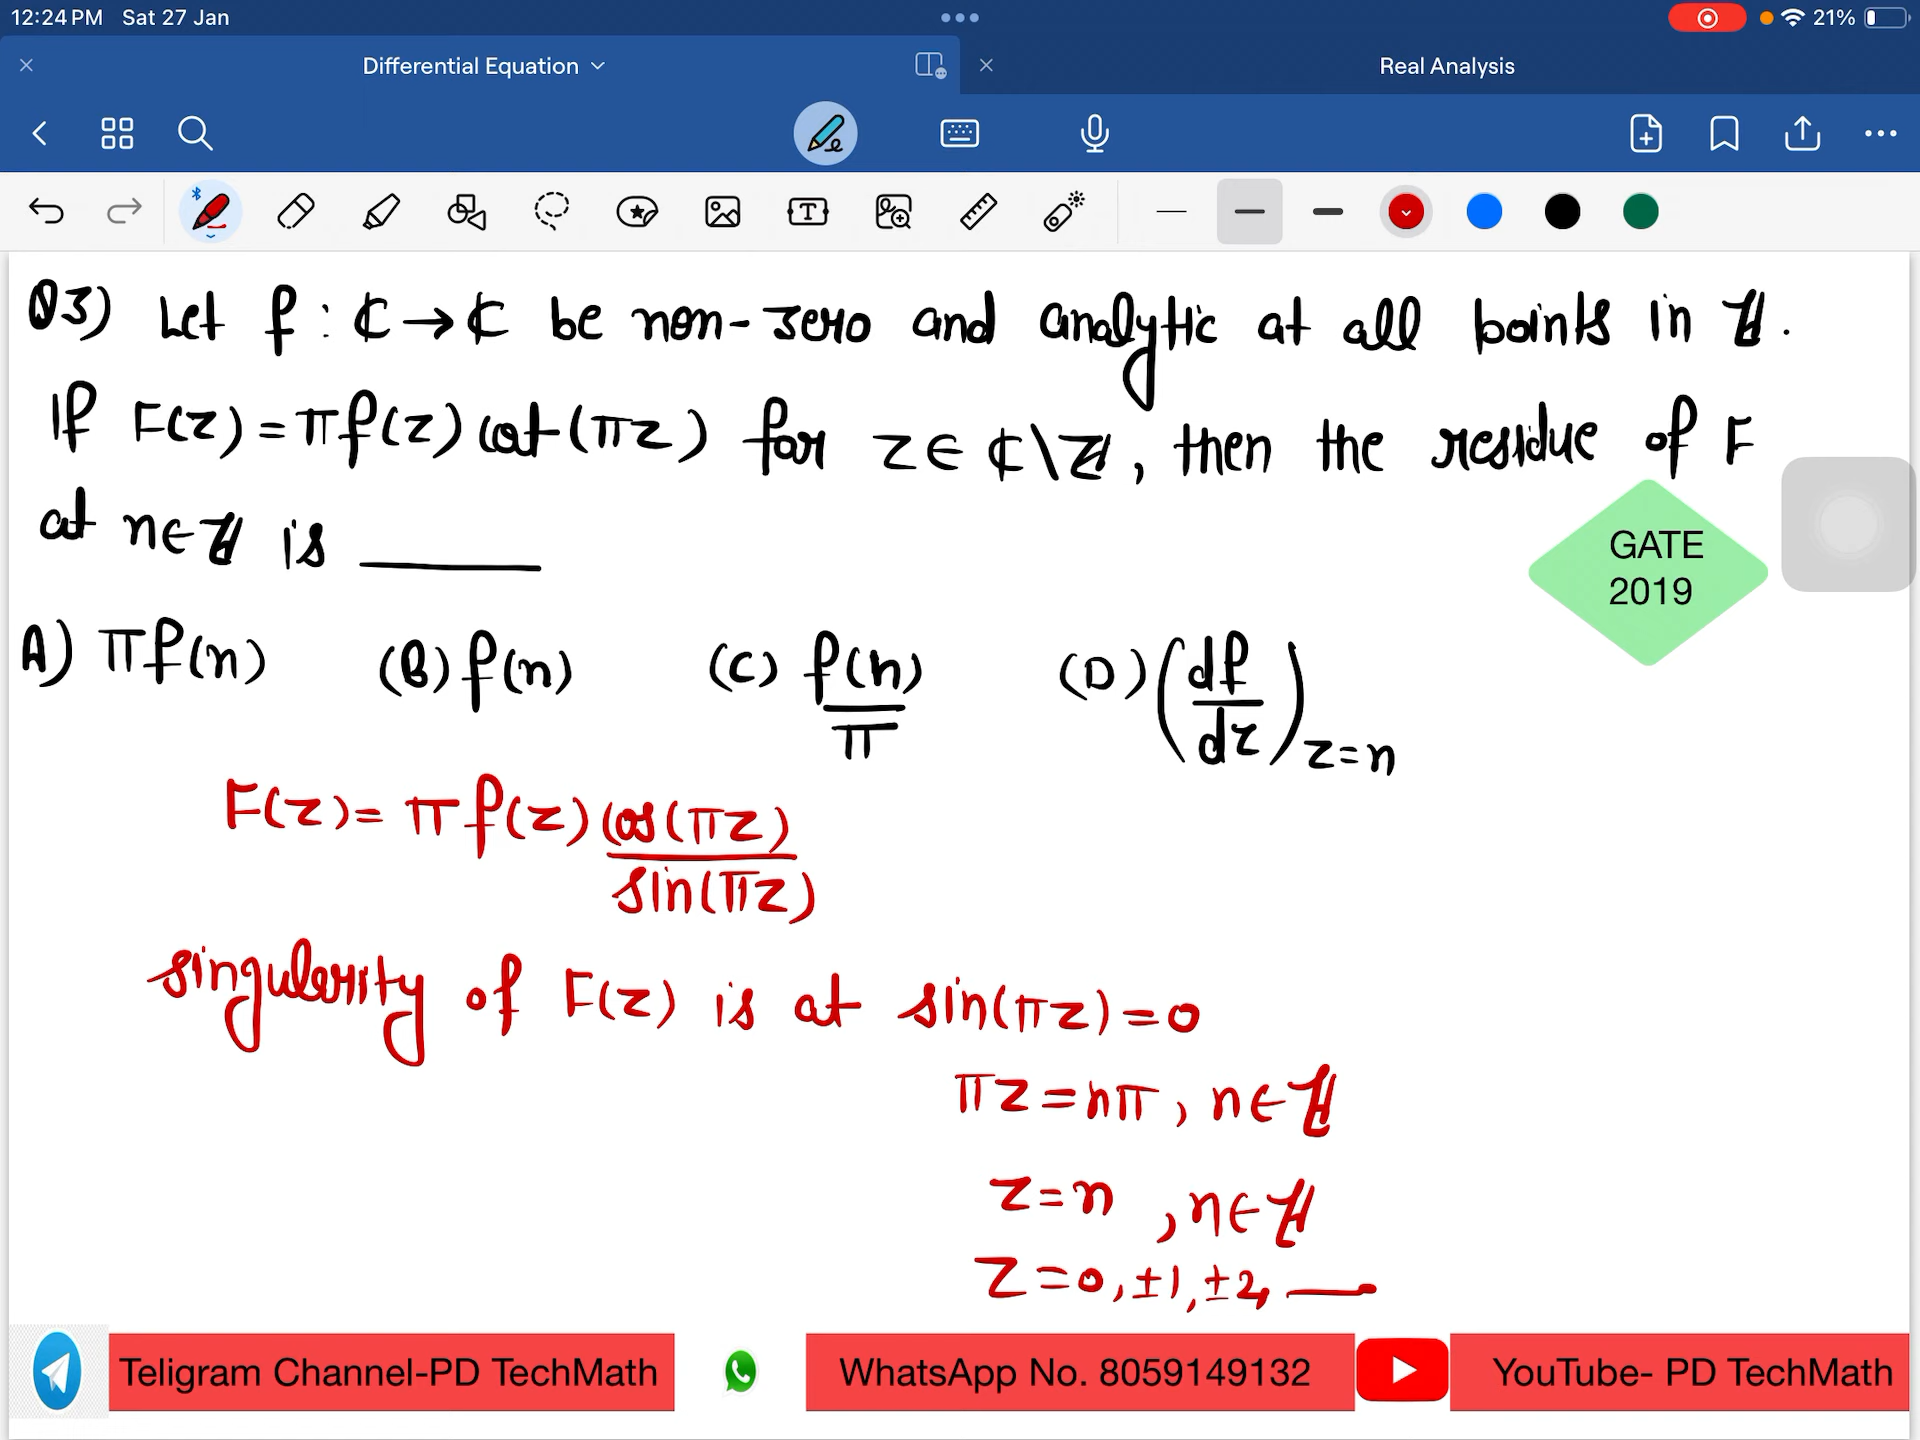 12:24 PM Sat 27 Jan
21%
Differential Equation
Real Analysis
Q3) Let f : ₵ → ₵ be non-zero and analytic at all points in ℤ.
If F(z) = πf(z) cot(πz) for z ∈ ₵\ℤ, then the residue of F
at n∈ℤ is ______
GATE
2019
A) πf(n) (B) f(n) (C) f(n)/π (D) (df/dz)z=n
F(z) = π f(z) cos(πz)/sin(πz)
singulerity of F(z) is at sin(πz)=0
πz = nπ, n∈ℤ
z=n , n∈ℤ
z=0, ±1, ±2, —
Teligram Channel-PD TechMath
WhatsApp No. 8059149132
YouTube- PD TechMath